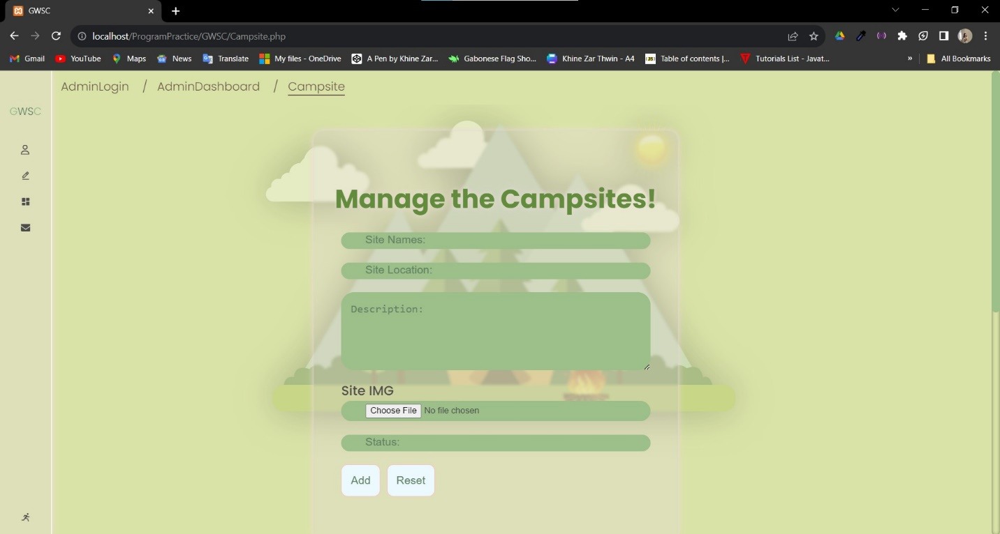 GWSC
localhost/ProgramPractice/GWSC/Campsite.php
Gmail YouTube Maps News Translate My files - OneDrive A Pen by Khine Zar... Gabonese Flag Sho... Khine Zar Thwin - A4 Table of contents |... Tutorials List - Javat... » All Bookmarks
AdminLogin / AdminDashboard / Campsite
GWSC
Manage the Campsites!
Site Names:
Site Location:
Description:
Site IMG
Choose File No file chosen
Status:
Add Reset